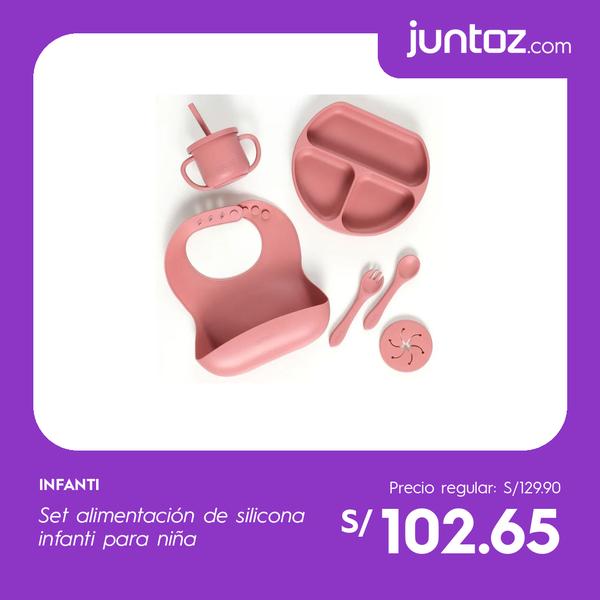 juntoz.com
INFANTI
Set alimentación de silicona
infanti para niña
Precio regular: S/129.90
S/102.65